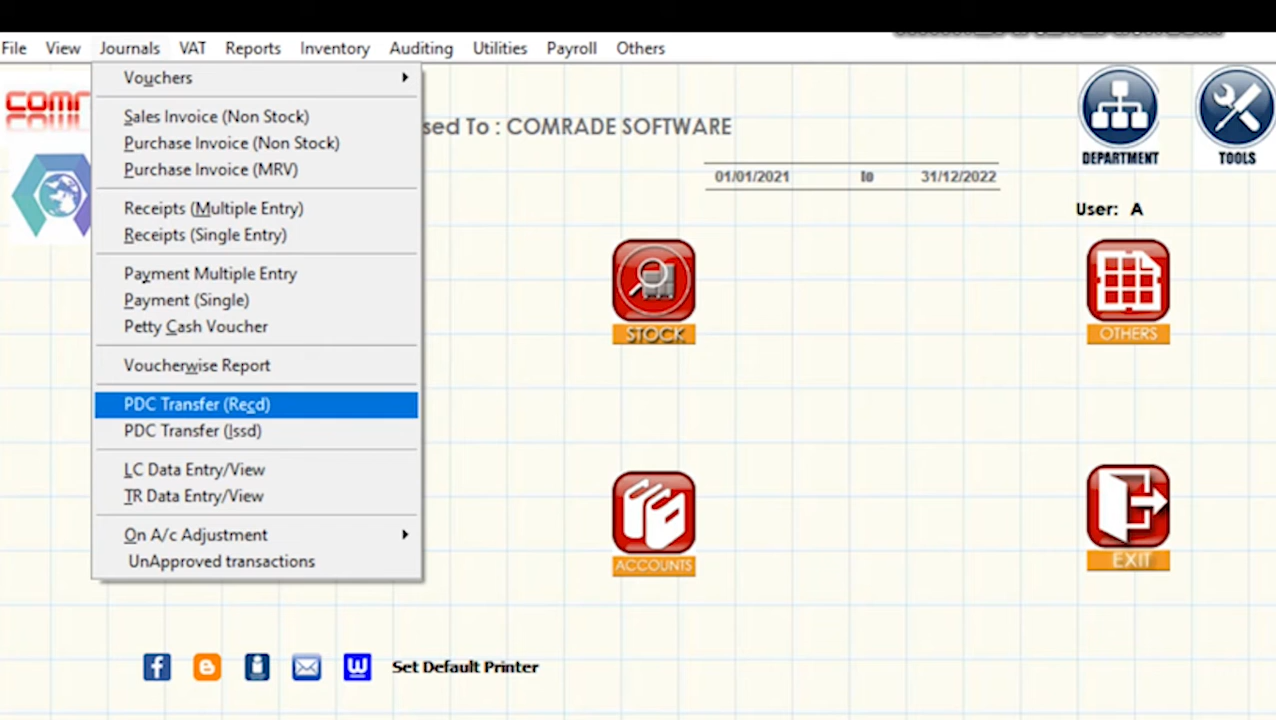 File View Journals VAT Reports Inventory Auditing Utilities Payroll Others
Vouchers
Sales Invoice (Non Stock)
Purchase Invoice (Non Stock)
Purchase Invoice (MRV)
Receipts (Multiple Entry)
Receipts (Single Entry)
Payment Multiple Entry
Payment (Single)
Petty Cash Voucher
Voucherwise Report
PDC Transfer (Recd)
PDC Transfer (Issd)
LC Data Entry/View
TR Data Entry/View
On A/c Adjustment
UnApproved transactions
sed To : COMRADE SOFTWARE
01/01/2021 to 31/12/2022
DEPARTMENT
TOOLS
User: A
STOCK
OTHERS
ACCOUNTS
EXIT
Set Default Printer